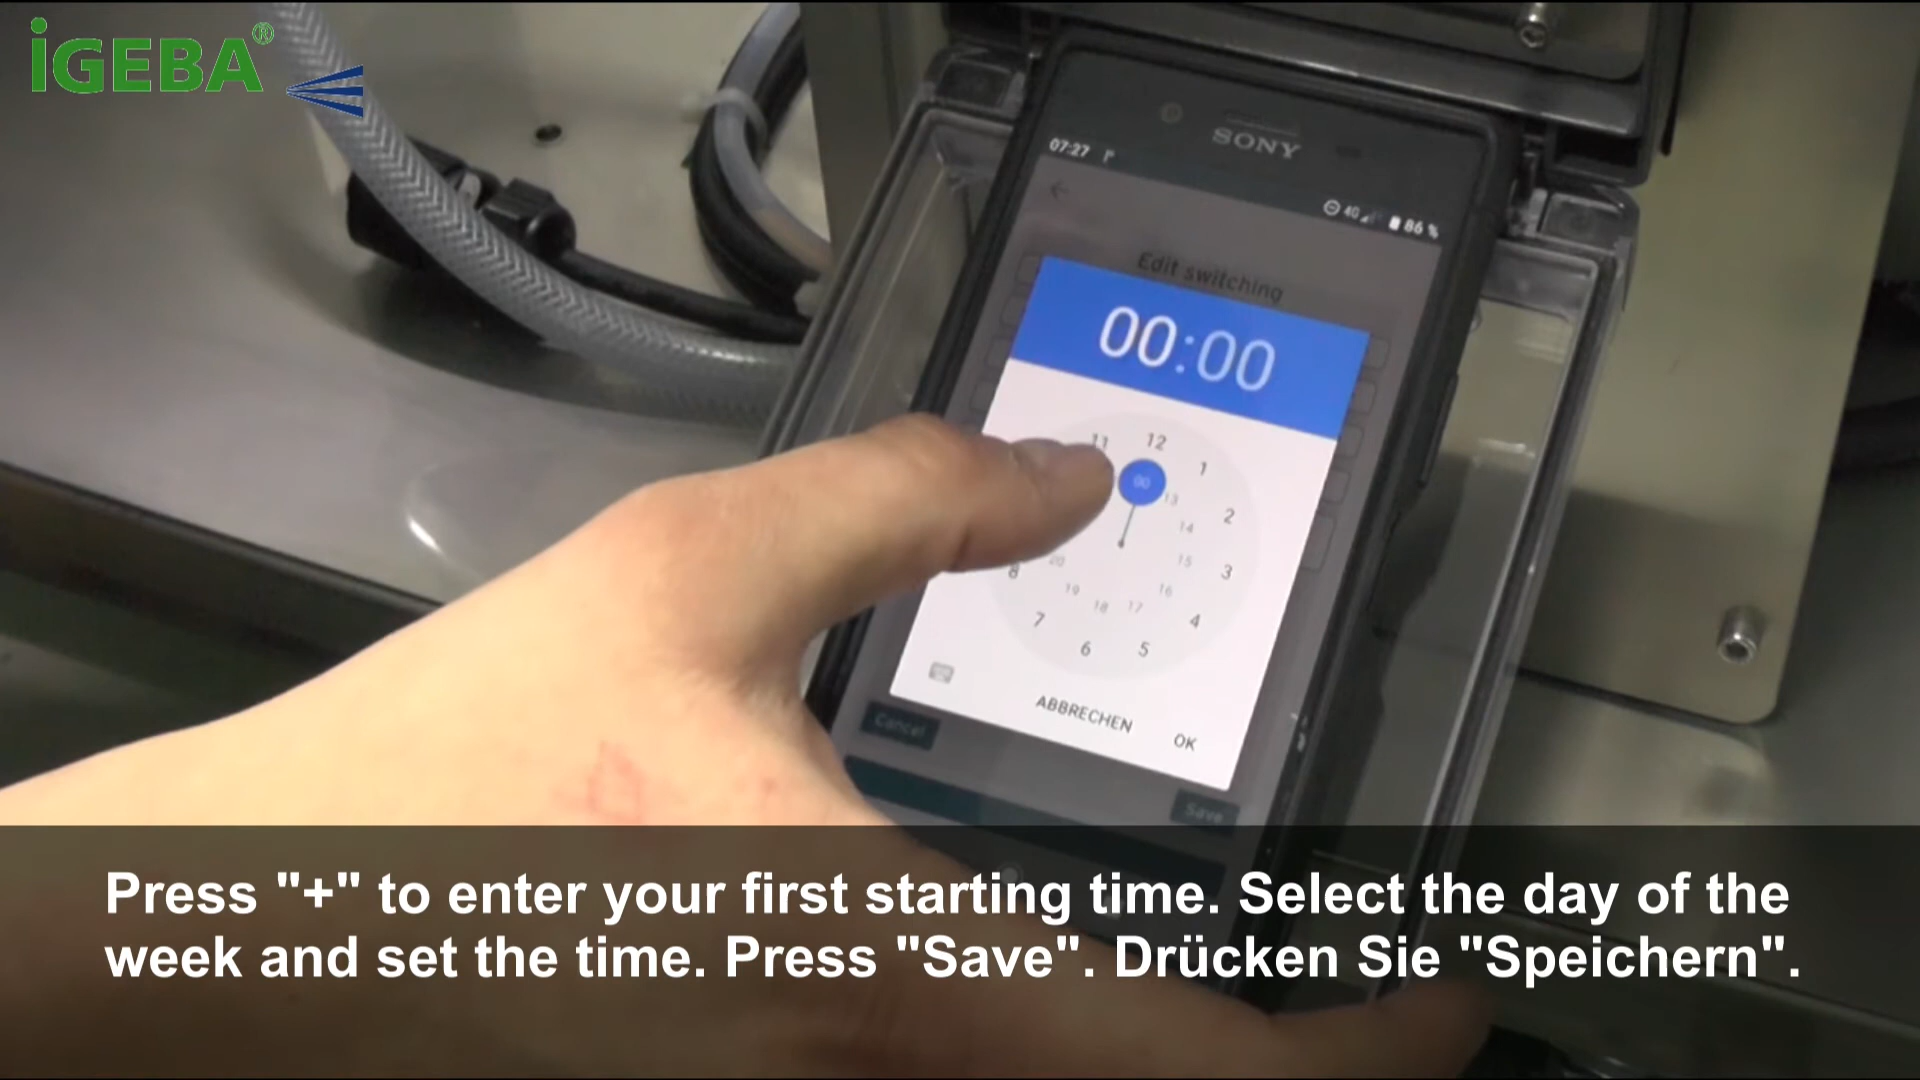 iGEBA®
SONY
07:27
4G 86 %
Edit switching
00:00
11 12 1
00 13 2
14
15 3
20
8 19 18 17 16
7 6 5 4
ABBRECHEN
OK
Cancel
Save
Press "+" to enter your first starting time. Select the day of the
week and set the time. Press "Save". Drücken Sie "Speichern".